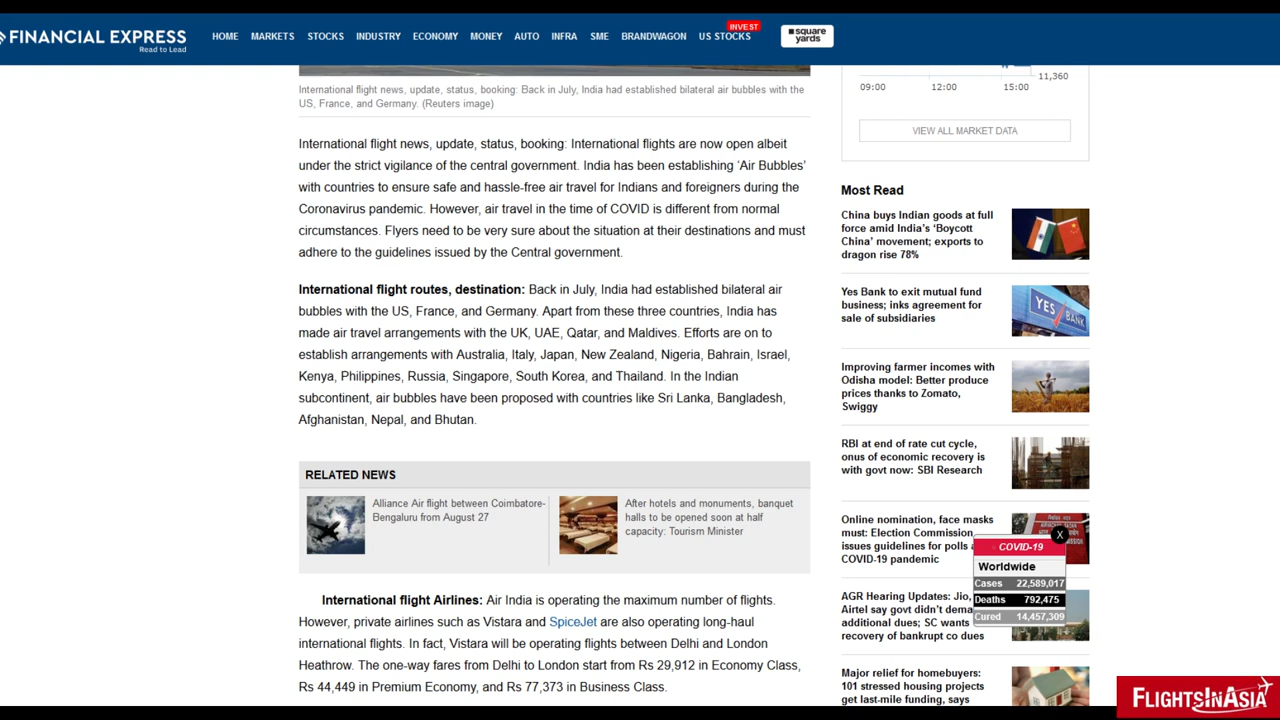 FINANCIAL EXPRESS
Read to Lead
HOME MARKETS STOCKS INDUSTRY ECONOMY MONEY AUTO INFRA SME BRANDWAGON US STOCKS
INVEST
square
yards
International flight news, update, status, booking: Back in July, India had established bilateral air bubbles with the
US, France, and Germany. (Reuters image)
International flight news, update, status, booking: International flights are now open albeit
under the strict vigilance of the central government. India has been establishing ‘Air Bubbles’
with countries to ensure safe and hassle-free air travel for Indians and foreigners during the
Coronavirus pandemic. However, air travel in the time of COVID is different from normal
circumstances. Flyers need to be very sure about the situation at their destinations and must
adhere to the guidelines issued by the Central government.
International flight routes, destination: Back in July, India had established bilateral air
bubbles with the US, France, and Germany. Apart from these three countries, India has
made air travel arrangements with the UK, UAE, Qatar, and Maldives. Efforts are on to
establish arrangements with Australia, Italy, Japan, New Zealand, Nigeria, Bahrain, Israel,
Kenya, Philippines, Russia, Singapore, South Korea, and Thailand. In the Indian
subcontinent, air bubbles have been proposed with countries like Sri Lanka, Bangladesh,
Afghanistan, Nepal, and Bhutan.
RELATED NEWS
Alliance Air flight between Coimbatore-
Bengaluru from August 27
After hotels and monuments, banquet
halls to be opened soon at half
capacity: Tourism Minister
International flight Airlines: Air India is operating the maximum number of flights.
However, private airlines such as Vistara and SpiceJet are also operating long-haul
international flights. In fact, Vistara will be operating flights between Delhi and London
Heathrow. The one-way fares from Delhi to London start from Rs 29,912 in Economy Class,
Rs 44,449 in Premium Economy, and Rs 77,373 in Business Class.
11,360
09:00 12:00 15:00
VIEW ALL MARKET DATA
Most Read
China buys Indian goods at full
force amid India’s ‘Boycott
China’ movement; exports to
dragon rise 78%
Yes Bank to exit mutual fund
business; inks agreement for
sale of subsidiaries
YES BANK
Improving farmer incomes with
Odisha model: Better produce
prices thanks to Zomato,
Swiggy
RBI at end of rate cut cycle,
onus of economic recovery is
with govt now: SBI Research
Online nomination, face masks
must: Election Commission
issues guidelines for polls
COVID-19 pandemic
AGR Hearing Updates: Jio,
Airtel say govt didn’t dema
additional dues; SC wants
recovery of bankrupt co dues
Major relief for homebuyers:
101 stressed housing projects
get last-mile funding, says
X
COVID-19
Worldwide
Cases 22,589,017
Deaths 792,475
Cured 14,457,309
FLIGHTSINASIA